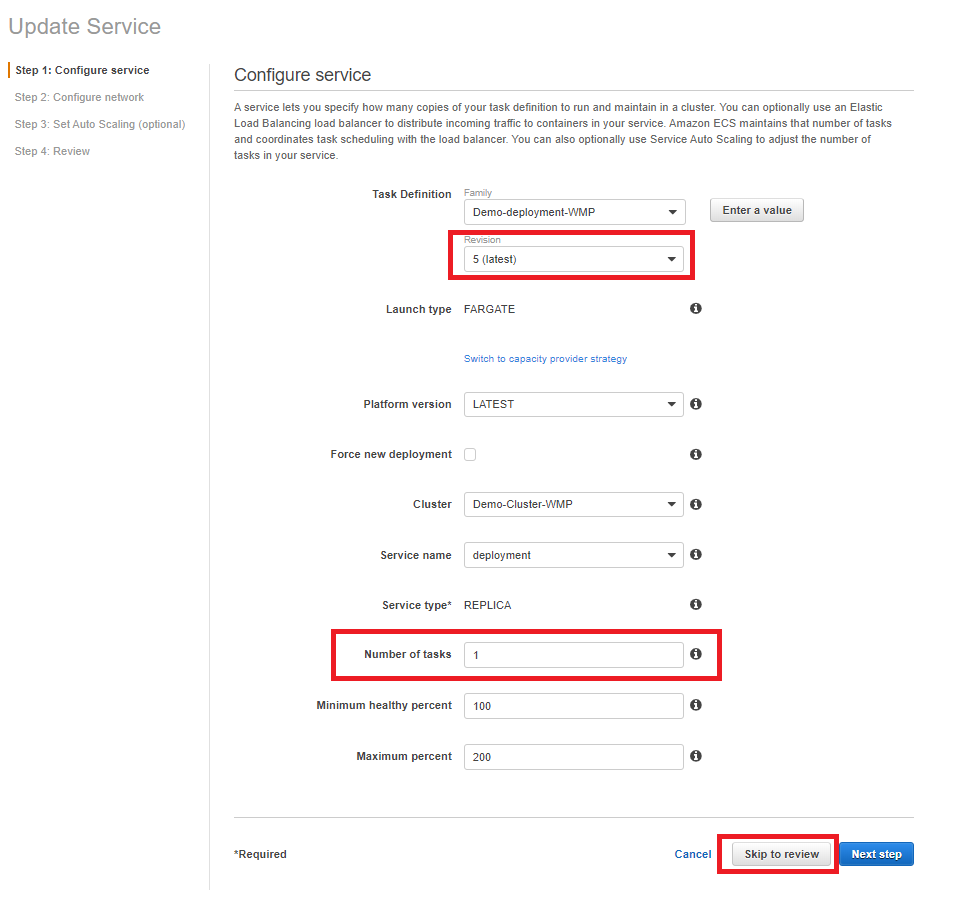 Update Service
Step 1: Configure service
Step 2: Configure network
Step 3: Set Auto Scaling (optional)
Step 4: Review
Configure service
A service lets you specify how many copies of your task definition to run and maintain in a cluster. You can optionally use an Elastic
Load Balancing load balancer to distribute incoming traffic to containers in your service. Amazon ECS maintains that number of tasks
and coordinates task scheduling with the load balancer. You can also optionally use Service Auto Scaling to adjust the number of
tasks in your service.
Task Definition
Family
Demo-deployment-WMP
Enter a value
Revision
5 (latest)
Launch type FARGATE
Switch to capacity provider strategy
Platform version LATEST
Force new deployment
Cluster Demo-Cluster-WMP
Service name deployment
Service type* REPLICA
Number of tasks 1
Minimum healthy percent 100
Maximum percent 200
*Required Cancel Skip to review Next step